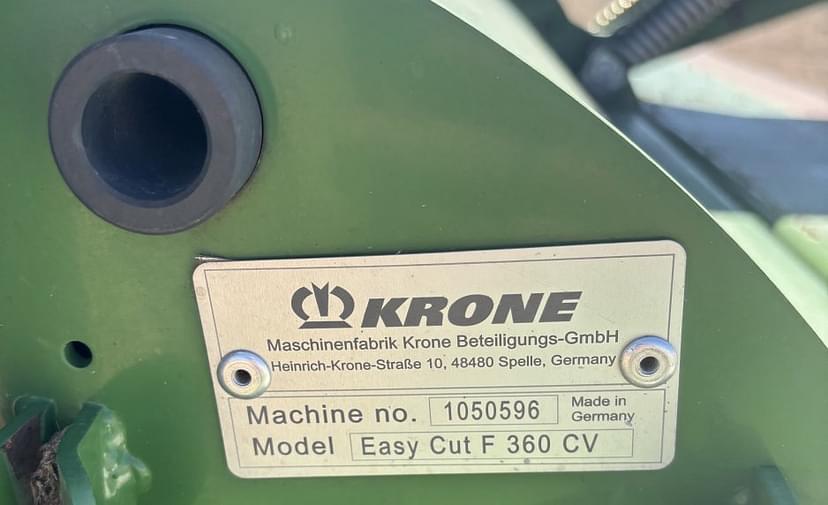 KRONE
Maschinenfabrik Krone Beteiligungs-GmbH
Heinrich-Krone-Straße 10, 48480 Spelle, Germany
Machine no. 1050596 Made in Germany
Model Easy Cut F 360 CV